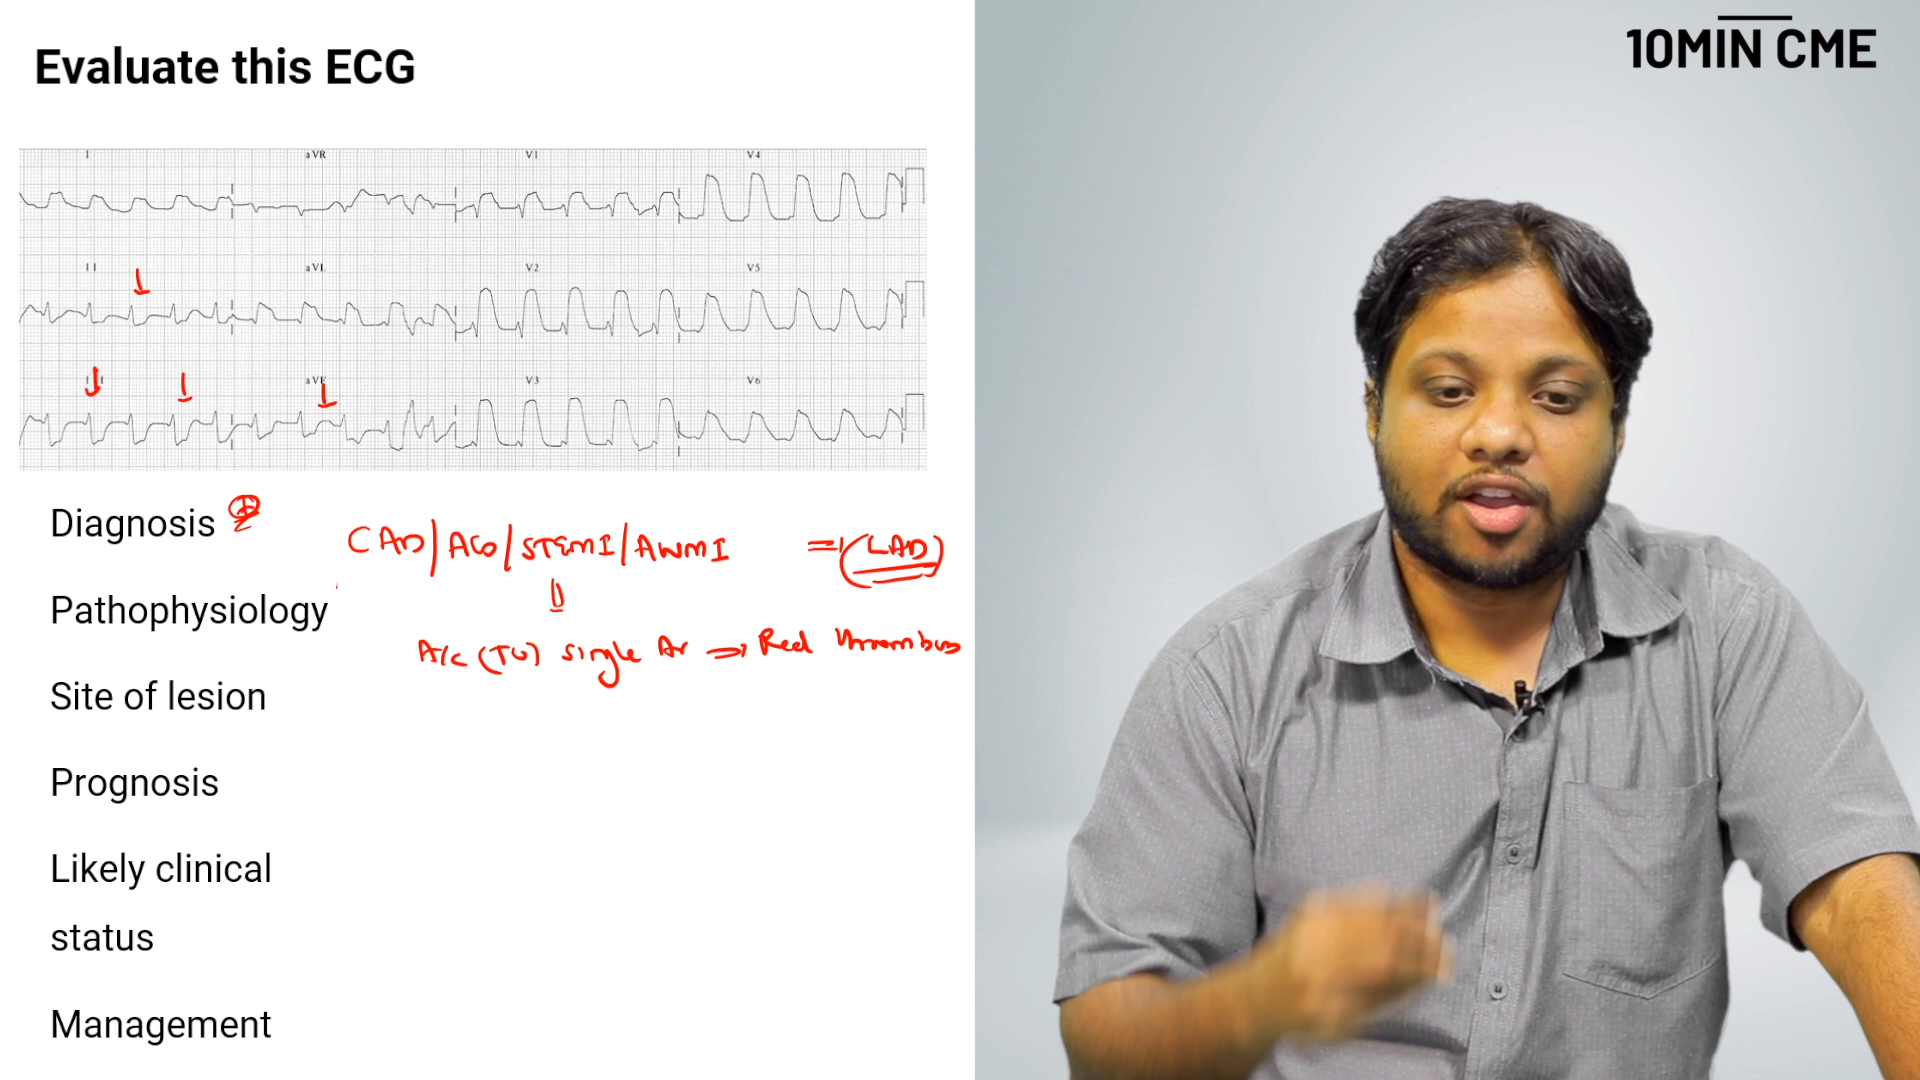 Evaluate this ECG
10MIN CME
I aVR V1 V4
II aVL V2 V5
aVF V3 V6
Diagnosis
CAD/ACS/STEMI/AWMI ⇒ LAD
Pathophysiology
A/c (TO) single Ar ⇒ Red thrombus
Site of lesion
Prognosis
Likely clinical
status
Management